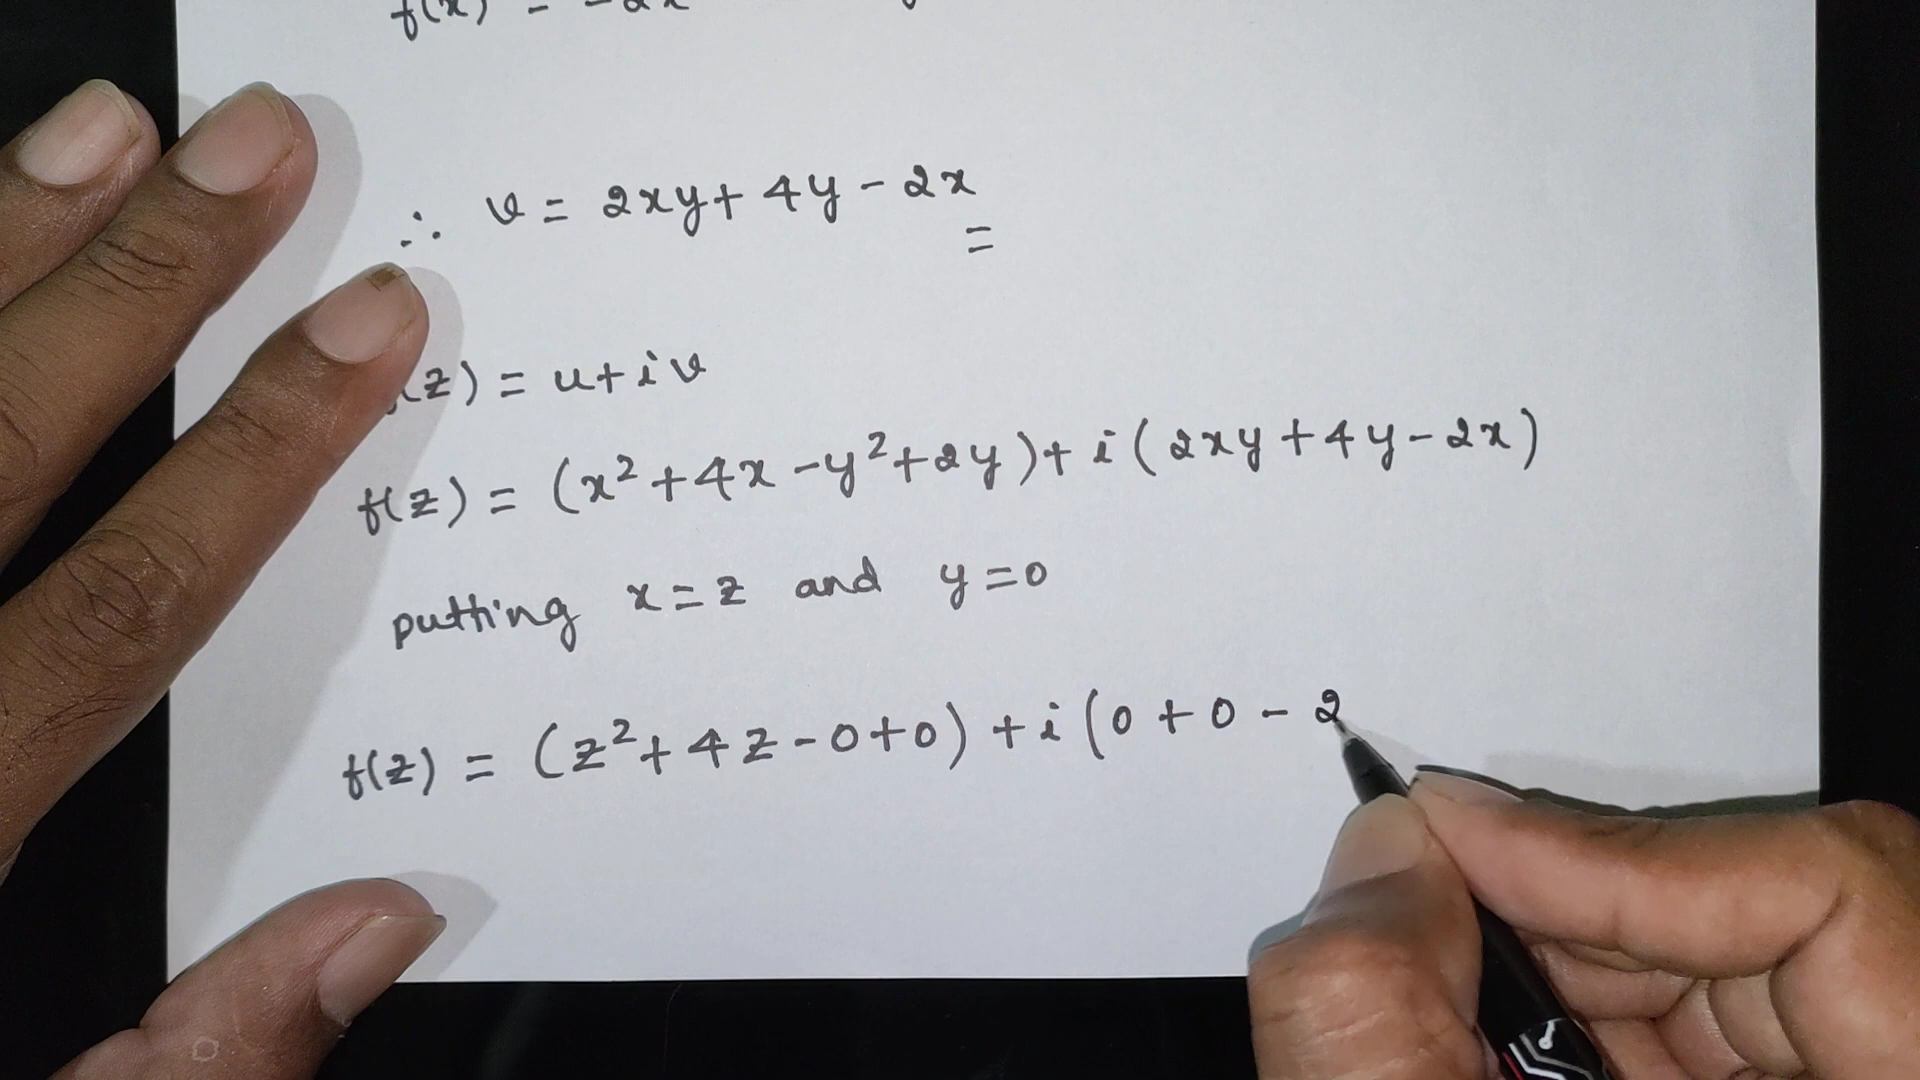 f(x) = -2x
∴ v = 2xy + 4y - 2x
(z) = u + iv
f(z) = (x² + 4x - y² + 2y) + i(2xy + 4y - 2x)
putting x = z and y = 0
f(z) = (z² + 4z - 0 + 0) + i(0 + 0 - 2